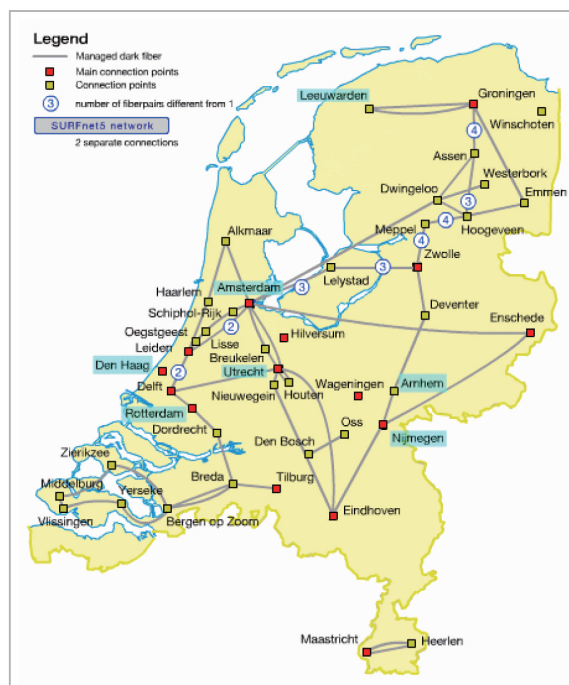 Legend
Managed dark fiber
Main connection points
Connection points
3 number of fiberpairs different from 1
SURFnet5 network
2 separate connections
Groningen
Leeuwarden
Winschoten
4
Assen
Westerbork
Dwingeloo
3
Emmen
Meppel
4
Hoogeveen
Alkmaar
4
Zwolle
Lelystad
3
3
Haarlem
Amsterdam
Schiphol-Rijk
Deventer
Enschede
Oegstgeest
2
Leiden
Lisse
Hilversum
Breukelen
Den Haag
Utrecht
2
Delft
Nieuwegein
Houten
Wageningen
Arnhem
Rotterdam
Dordrecht
Oss
Nijmegen
Den Bosch
Zierikzee
Middelburg
Yerseke
Breda
Tilburg
Vlissingen
Bergen op Zoom
Eindhoven
Maastricht
Heerlen